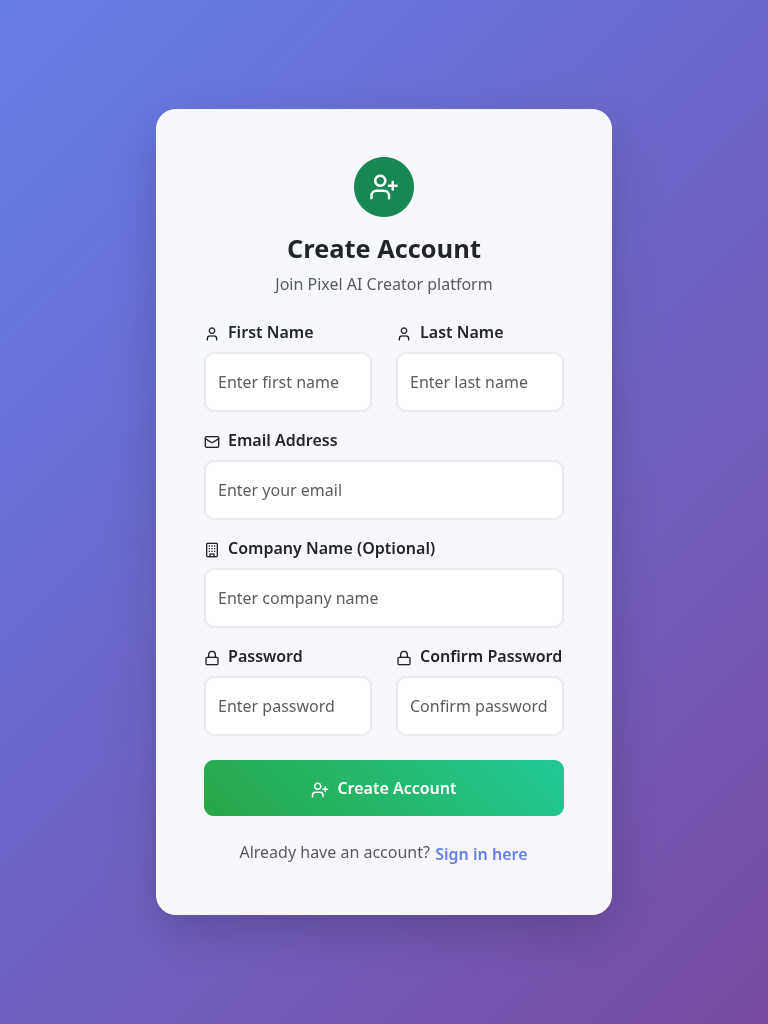 Create Account
Join Pixel AI Creator platform
First Name
Last Name
Enter first name
Enter last name
Email Address
Enter your email
Company Name (Optional)
Enter company name
Password
Confirm Password
Enter password
Confirm password
Create Account
Already have an account? Sign in here